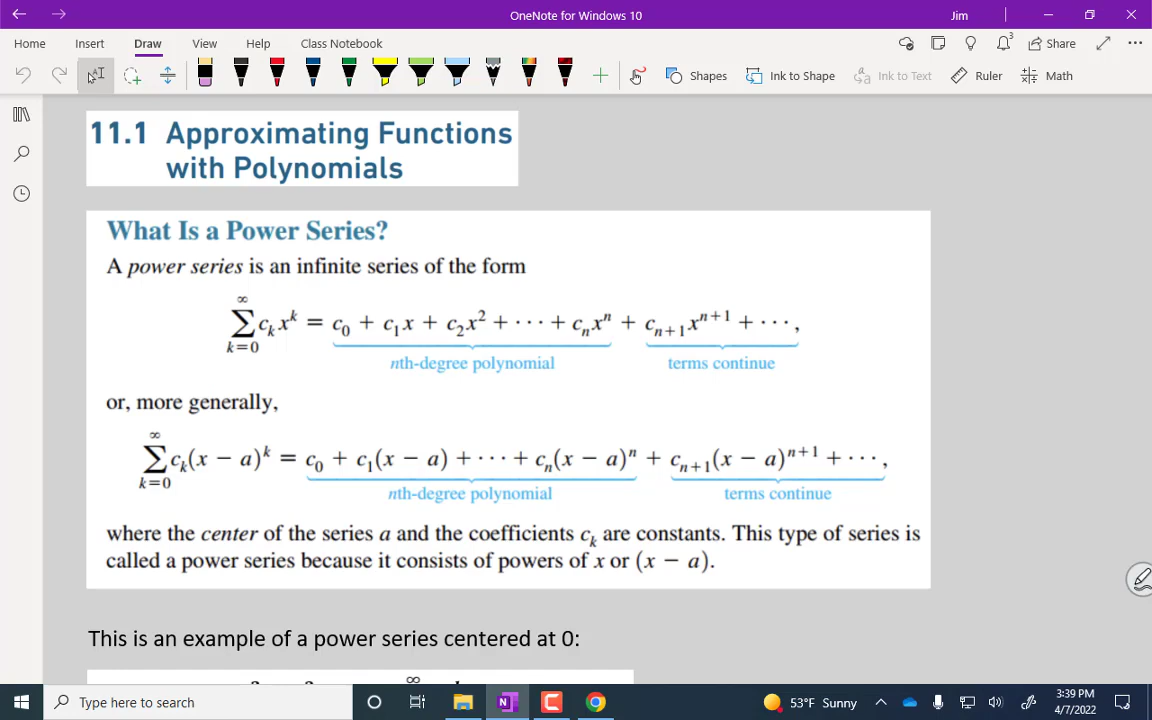 OneNote for Windows 10
Jim
Home Insert Draw View Help Class Notebook
3
Share
Shapes Ink to Shape Ink to Text Ruler Math
11.1 Approximating Functions
with Polynomials
What Is a Power Series?
A power series is an infinite series of the form
∑_{k=0}^{∞} c_k x^k = c_0 + c_1x + c_2x^2 + · · · + c_nx^n + c_{n+1}x^{n+1} + · · · ,
nth-degree polynomial terms continue
or, more generally,
∑_{k=0}^{∞} c_k(x − a)^k = c_0 + c_1(x − a) + · · · + c_n(x − a)^n + c_{n+1}(x − a)^{n+1} + · · · ,
nth-degree polynomial terms continue
where the center of the series a and the coefficients c_k are constants. This type of series is
called a power series because it consists of powers of x or (x − a).
This is an example of a power series centered at 0:
Type here to search
53°F Sunny
3:39 PM
4/7/2022